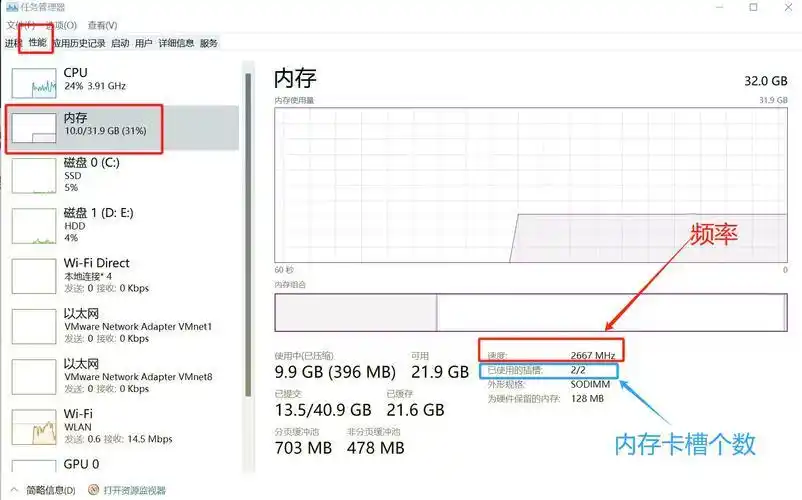 任务管理器
文件(F) 选项(O) 查看(V)
进程 性能 应用历史记录 启动 用户 详细信息 服务
CPU
24% 3.91 GHz
内存
10.0/31.9 GB (31%)
磁盘 0 (C:)
SSD
5%
磁盘 1 (D: E:)
HDD
4%
Wi-Fi Direct
本地连接* 4
发送: 0 接收: 0 Kbps
以太网
VMware Network Adapter VMnet1
发送: 0 接收: 0 Kbps
以太网
VMware Network Adapter VMnet8
发送: 0 接收: 0 Kbps
Wi-Fi
WLAN
发送: 0.6 接收: 14.5 Mbps
GPU 0
内存
32.0 GB
内存使用量
31.9 GB
频率
60 秒
0
内存组合
使用中(已压缩)
9.9 GB (396 MB)
可用
21.9 GB
已提交
13.5/40.9 GB
已缓存
21.6 GB
分页缓冲池
703 MB
非分页缓冲池
478 MB
速度: 2667 MHz
已使用的插槽: 2/2
外形规格: SODIMM
为硬件保留的内存: 128 MB
内存卡槽个数
简略信息(D) 打开资源监视器